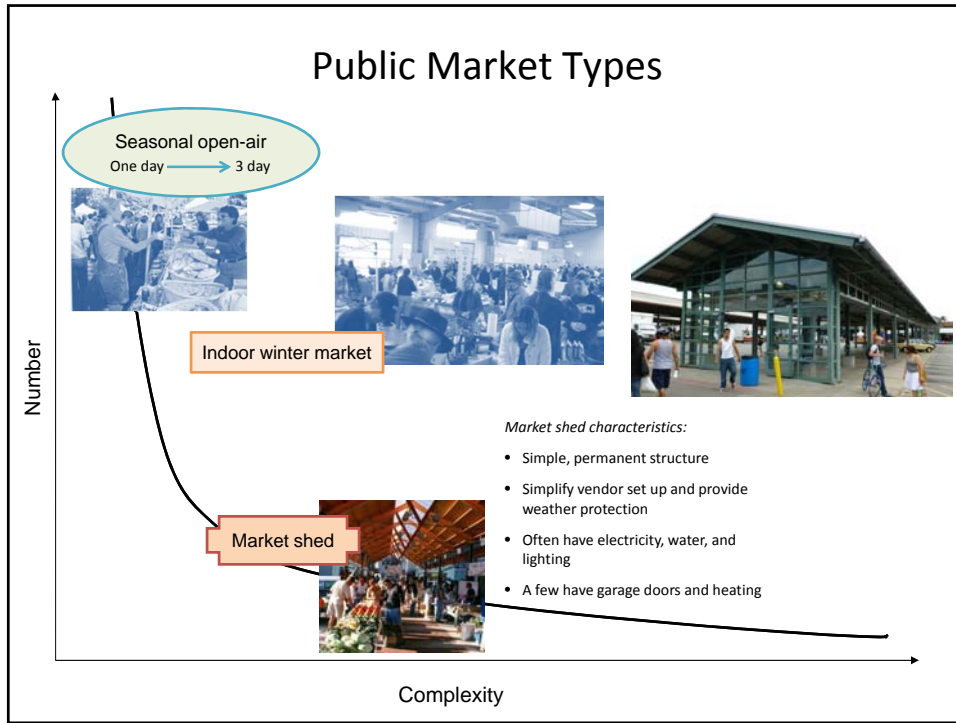 Public Market Types
Seasonal open-air
One day 3 day
Indoor winter market
Number
Market shed characteristics:
• Simple, permanent structure
• Simplify vendor set up and provide
weather protection
• Often have electricity, water, and
lighting
• A few have garage doors and heating
Market shed
Complexity